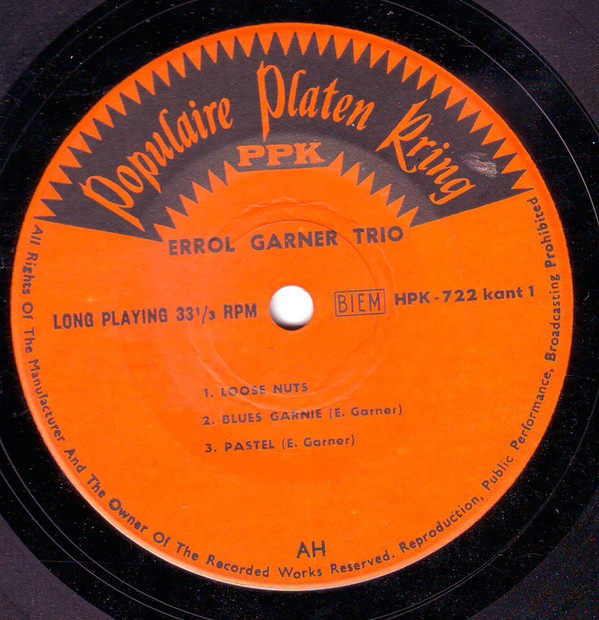 Populaire Platen Kring
PPK
ERROL GARNER TRIO
LONG PLAYING 33 1/3 RPM
BIEM HPK-722 kant 1
1. LOOSE NUTS
2. BLUES GARNIE (E. Garner)
3. PASTEL (E. Garner)
AH
All Rights Of The Manufacturer And The Owner Of The Recorded Works Reserved. Reproduction, Public Performance, Broadcasting Prohibited